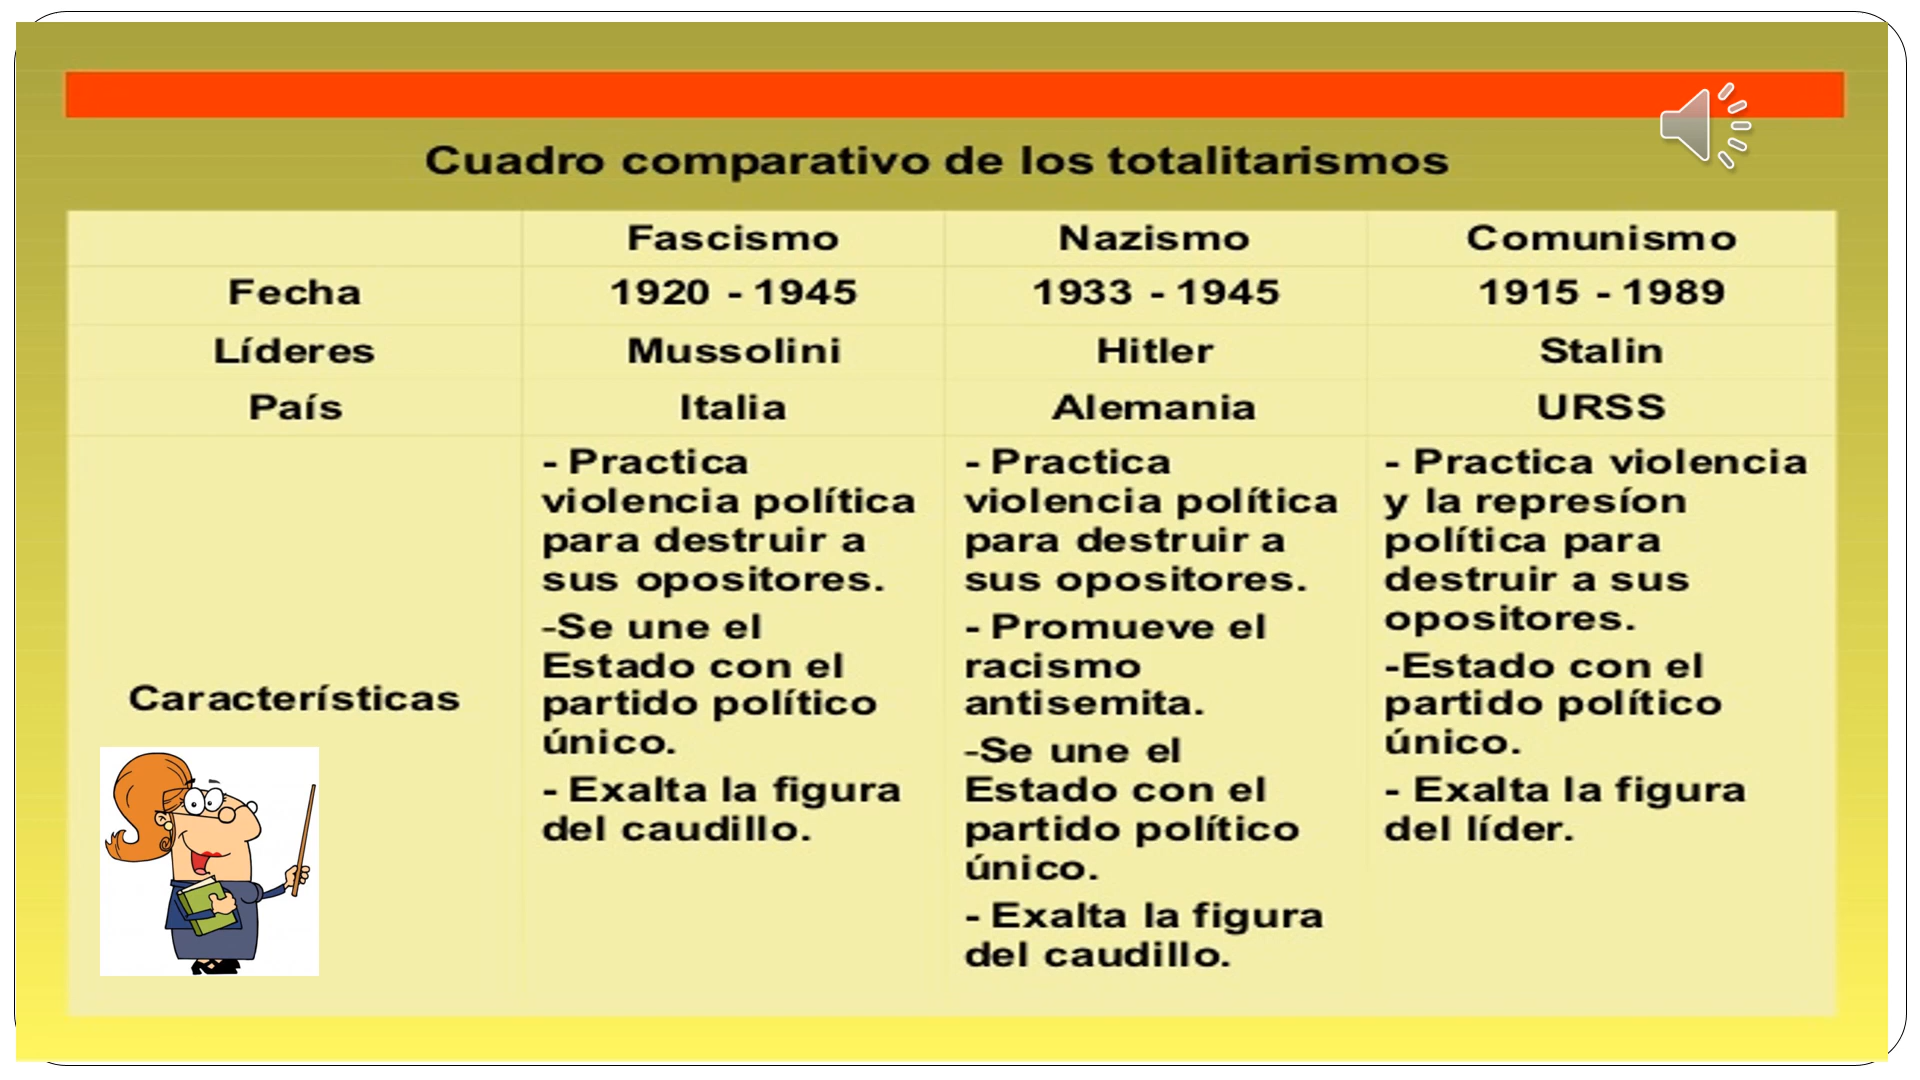 Cuadro comparativo de los totalitarismos
Fascismo Nazismo Comunismo
Fecha 1920 - 1945 1933 - 1945 1915 - 1989
Líderes Mussolini Hitler Stalin
País Italia Alemania URSS
Características
- Practica
violencia política
para destruir a
sus opositores.
-Se une el
Estado con el
partido político
único.
- Exalta la figura
del caudillo.
- Practica
violencia política
para destruir a
sus opositores.
- Promueve el
racismo
antisemita.
-Se une el
Estado con el
partido político
único.
- Exalta la figura
del caudillo.
- Practica violencia
y la represíon
política para
destruir a sus
opositores.
-Estado con el
partido político
único.
- Exalta la figura
del líder.